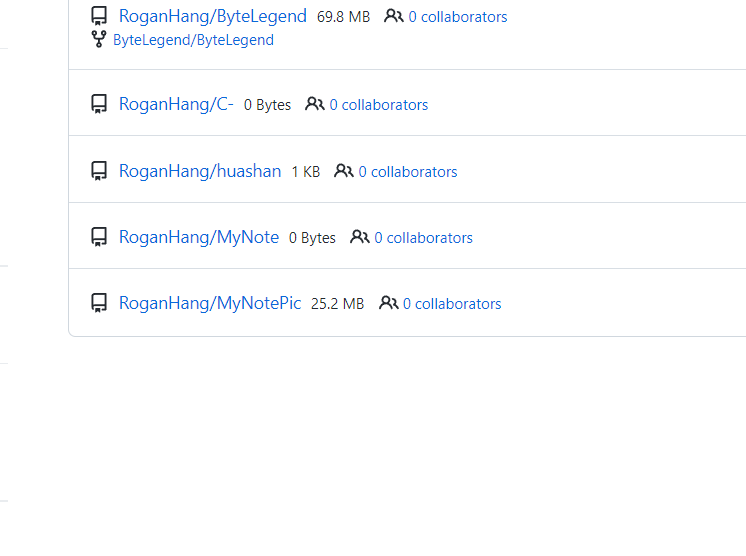 RoganHang/ByteLegend 69.8 MB 0 collaborators
ByteLegend/ByteLegend
RoganHang/C- 0 Bytes 0 collaborators
RoganHang/huashan 1 KB 0 collaborators
RoganHang/MyNote 0 Bytes 0 collaborators
RoganHang/MyNotePic 25.2 MB 0 collaborators